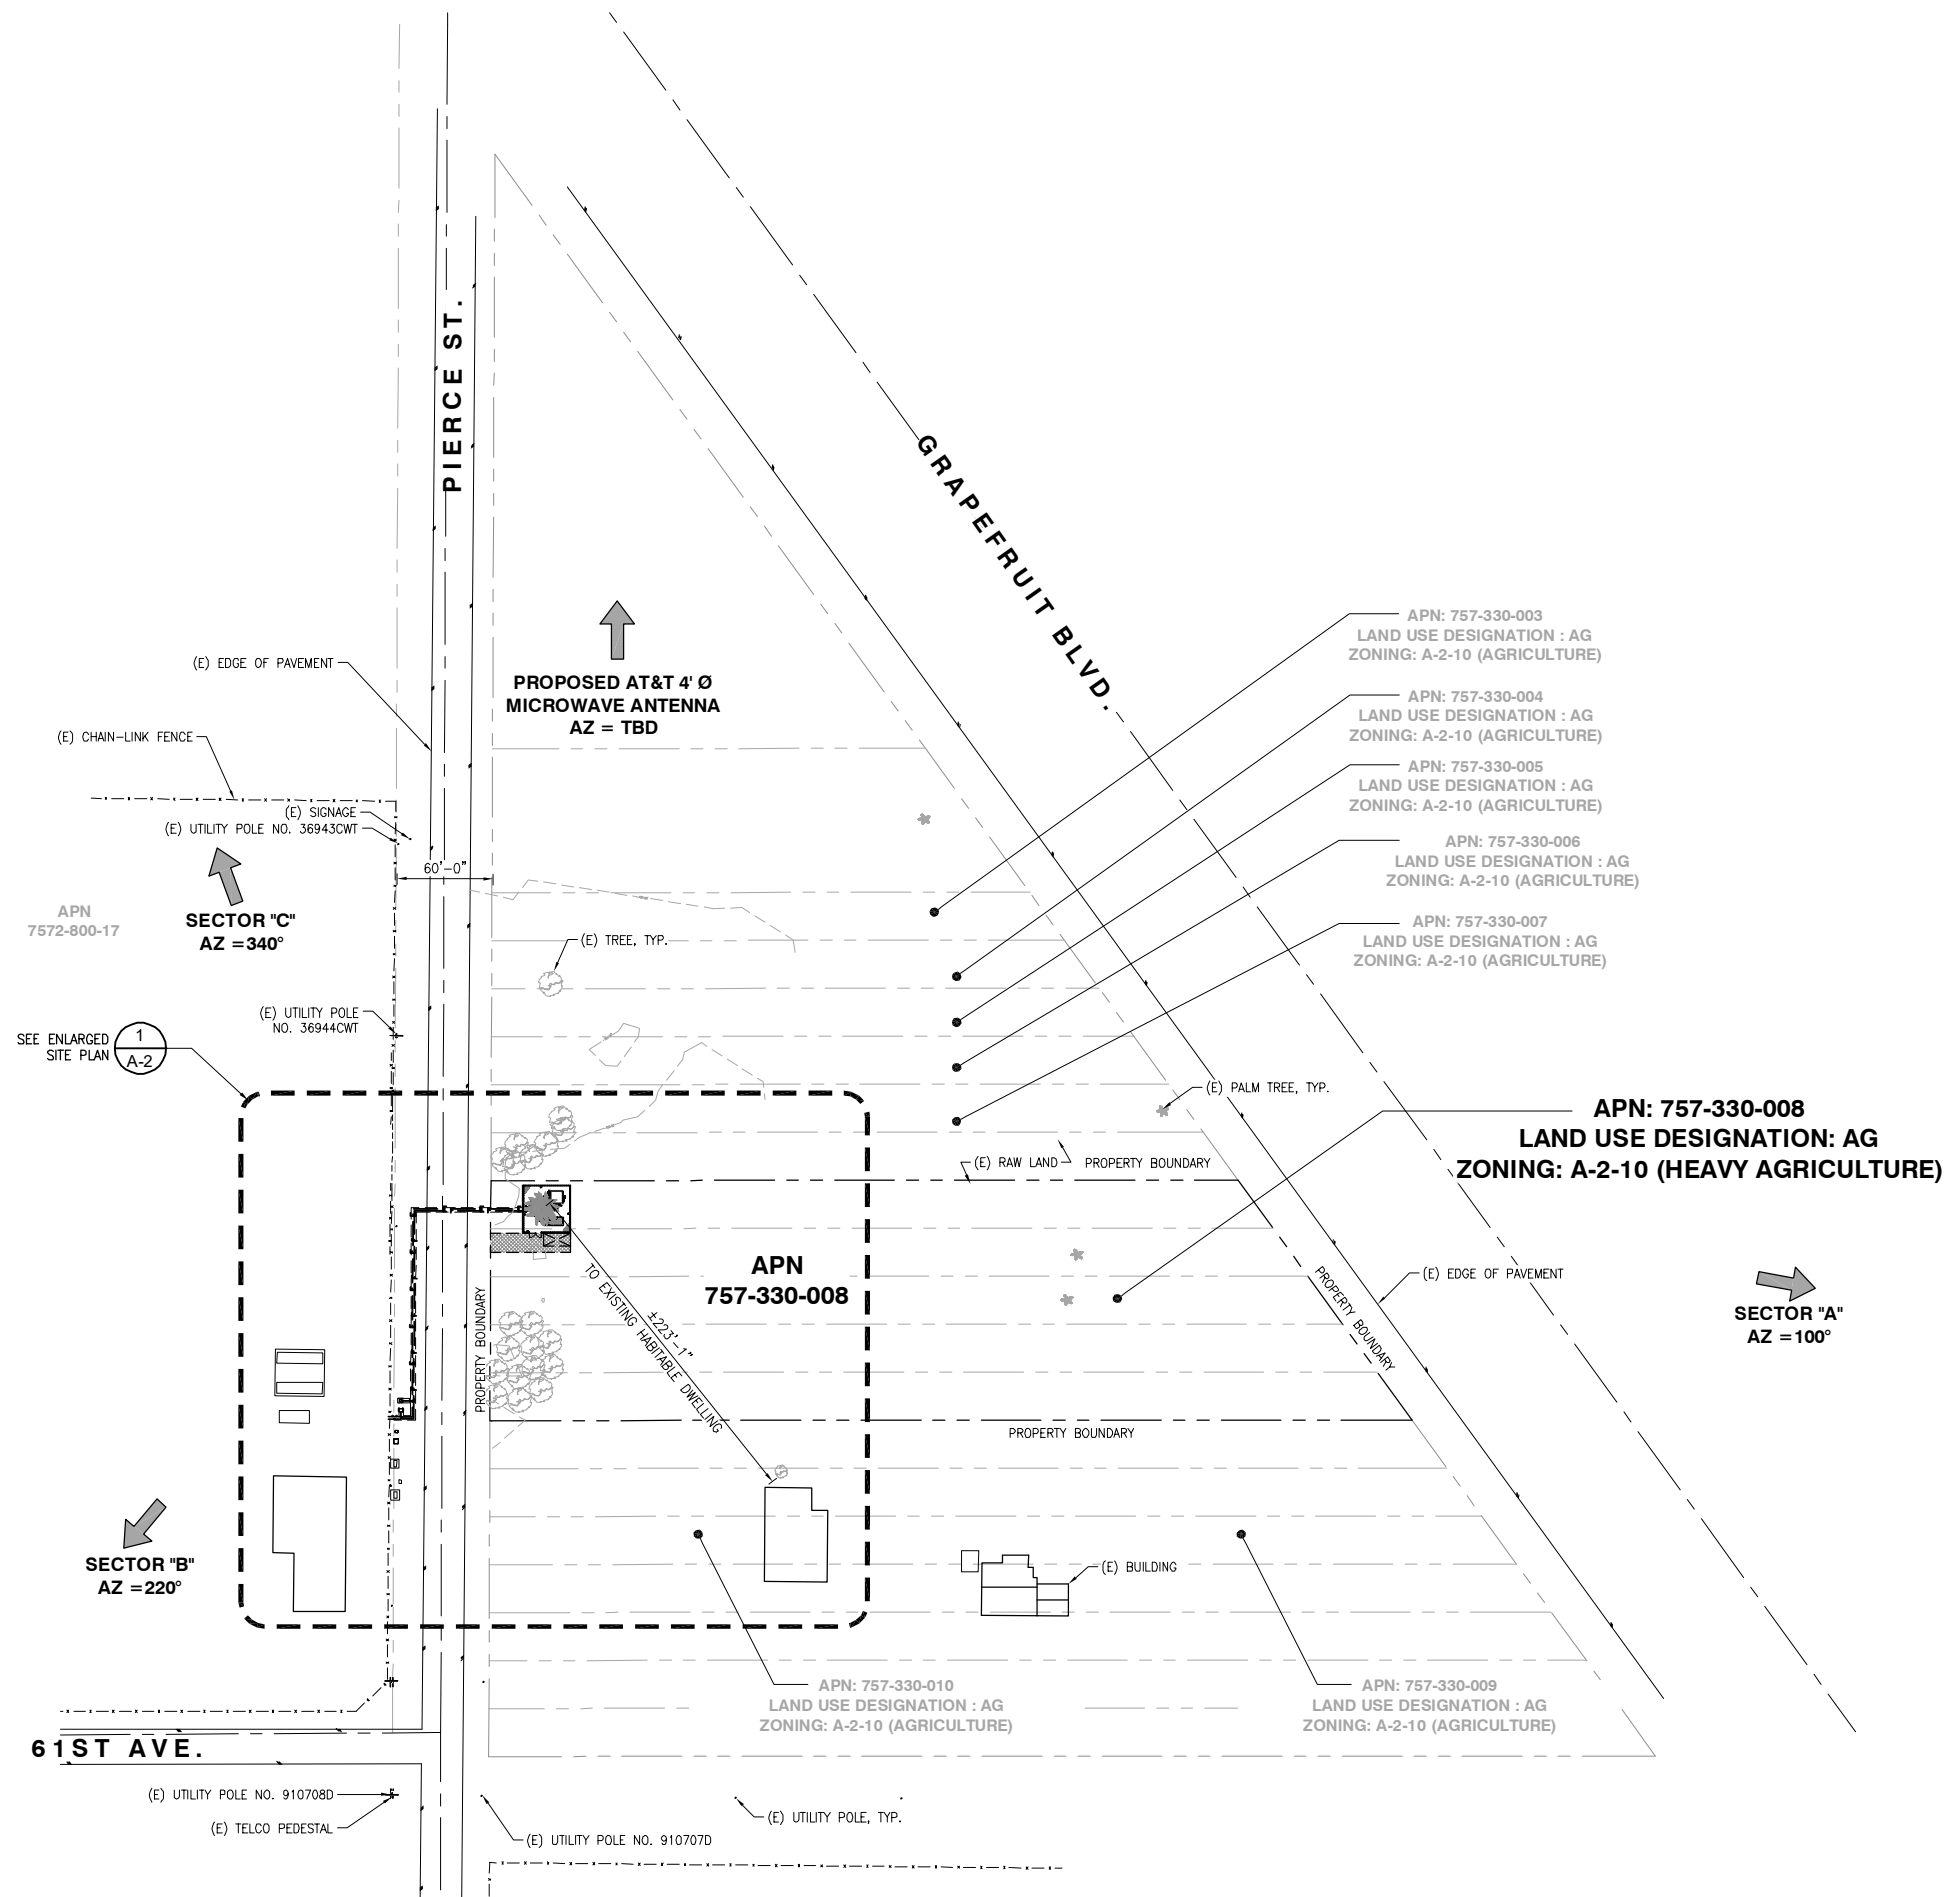 PIERCE ST.
GRAPEFRUIT BLVD.
APN: 757-330-003
LAND USE DESIGNATION : AG
ZONING: A-2-10 (AGRICULTURE)
(E) EDGE OF PAVEMENT
PROPOSED AT&T 4' Ø
MICROWAVE ANTENNA
AZ = TBD
APN: 757-330-004
LAND USE DESIGNATION : AG
ZONING: A-2-10 (AGRICULTURE)
(E) CHAIN-LINK FENCE
APN: 757-330-005
LAND USE DESIGNATION : AG
ZONING: A-2-10 (AGRICULTURE)
(E) SIGNAGE
(E) UTILITY POLE NO. 36943CWT
60'-0"
APN: 757-330-006
LAND USE DESIGNATION : AG
ZONING: A-2-10 (AGRICULTURE)
APN
7572-800-17
SECTOR "C"
AZ =340°
(E) TREE, TYP.
APN: 757-330-007
LAND USE DESIGNATION : AG
ZONING: A-2-10 (AGRICULTURE)
(E) UTILITY POLE
NO. 36944CWT
SEE ENLARGED
SITE PLAN
1
A-2
(E) PALM TREE, TYP.
APN: 757-330-008
LAND USE DESIGNATION: AG
ZONING: A-2-10 (HEAVY AGRICULTURE)
(E) RAW LAND
PROPERTY BOUNDARY
APN
757-330-008
PROPERTY BOUNDARY
±223'-1"
TO EXISTING HABITABLE DWELLING
PROPERTY BOUNDARY
(E) EDGE OF PAVEMENT
SECTOR "A"
AZ =100°
PROPERTY BOUNDARY
SECTOR "B"
AZ =220°
(E) BUILDING
APN: 757-330-010
LAND USE DESIGNATION : AG
ZONING: A-2-10 (AGRICULTURE)
APN: 757-330-009
LAND USE DESIGNATION : AG
ZONING: A-2-10 (AGRICULTURE)
61ST AVE.
(E) UTILITY POLE NO. 910708D
(E) TELCO PEDESTAL
(E) UTILITY POLE NO. 910707D
(E) UTILITY POLE, TYP.